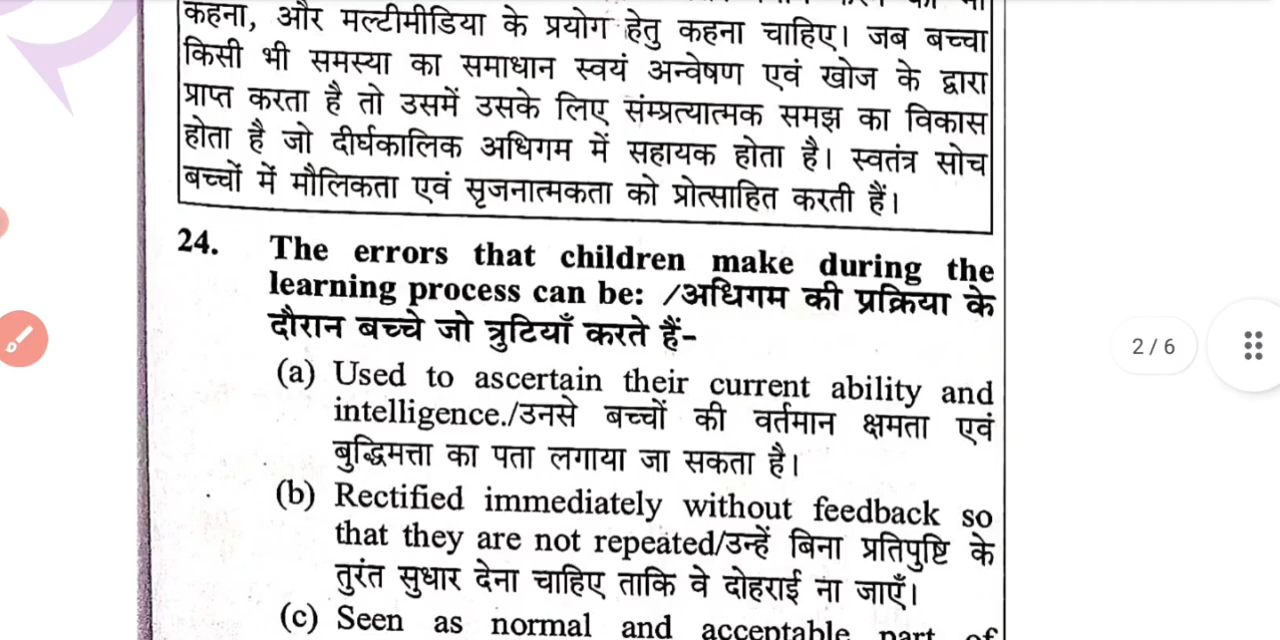 कहना, और मल्टीमीडिया के प्रयोग हेतु कहना चाहिए। जब बच्चा
किसी भी समस्या का समाधान स्वयं अन्वेषण एवं खोज के द्वारा
प्राप्त करता है तो उसमें उसके लिए संम्प्रत्यात्मक समझ का विकास
होता है जो दीर्घकालिक अधिगम में सहायक होता है। स्वतंत्र सोच
बच्चों में मौलिकता एवं सृजनात्मकता को प्रोत्साहित करती हैं।
24. The errors that children make during the
learning process can be: /अधिगम की प्रक्रिया के
दौरान बच्चे जो त्रुटियाँ करते हैं-
(a) Used to ascertain their current ability and
intelligence./उनसे बच्चों की वर्तमान क्षमता एवं
बुद्धिमत्ता का पता लगाया जा सकता है।
(b) Rectified immediately without feedback so
that they are not repeated/उन्हें बिना प्रतिपुष्टि के
तुरंत सुधार देना चाहिए ताकि वे दोहराई ना जाएँ।
(c) Seen as normal and acceptable part of
2 / 6